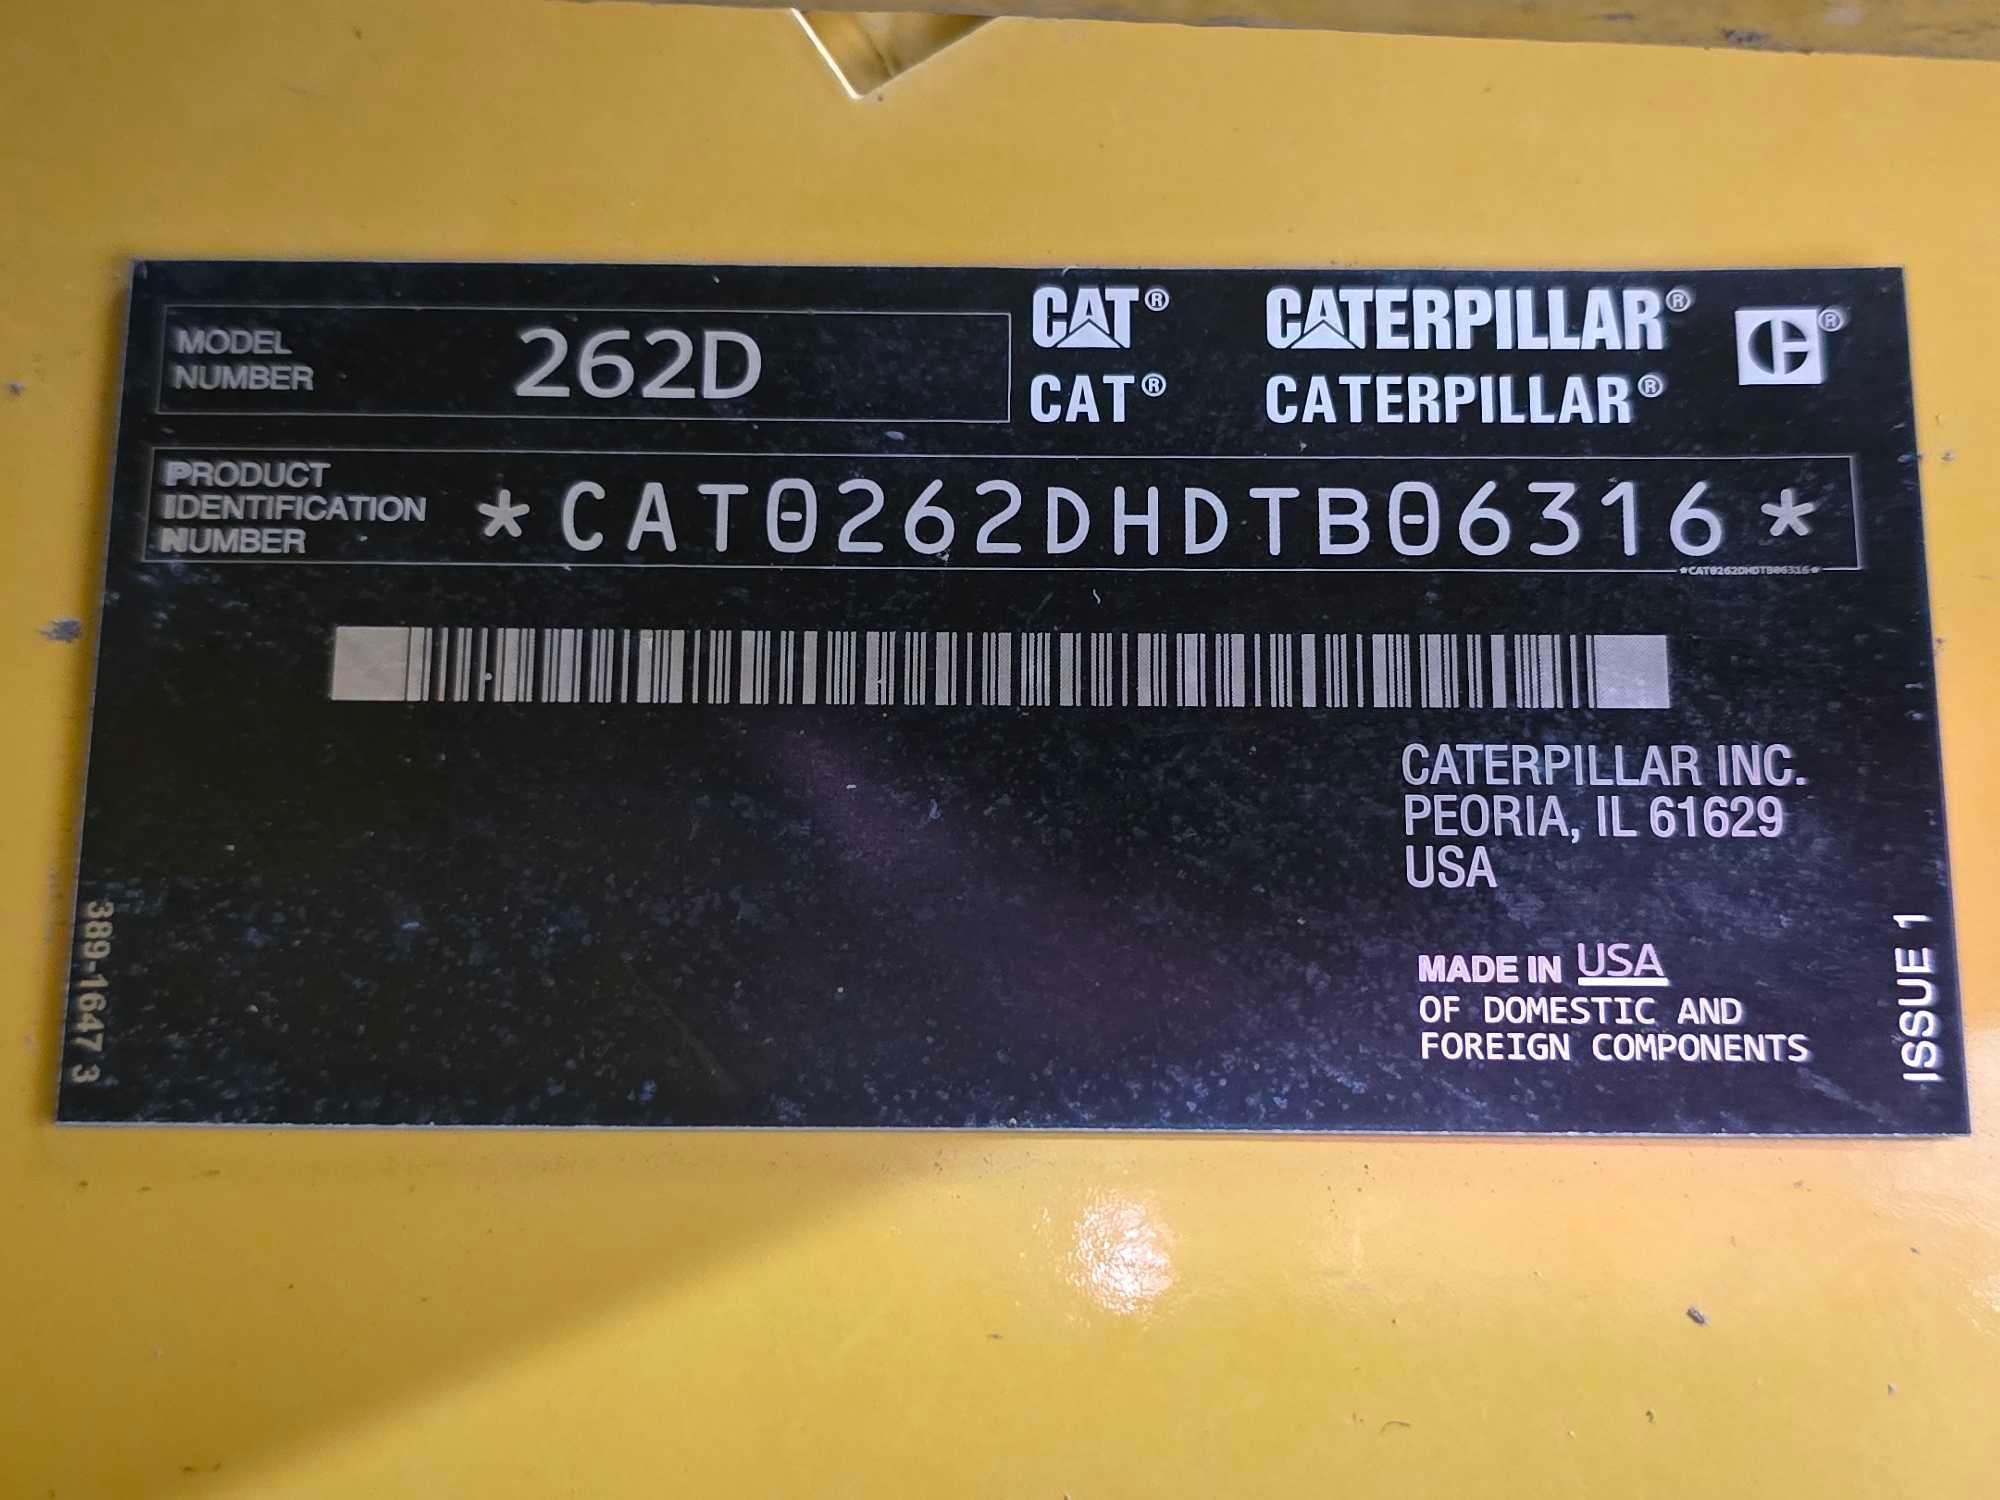 MODEL
NUMBER
262D
CAT® CATERPILLAR®
CAT® CATERPILLAR®
PRODUCT
IDENTIFICATION
NUMBER
*CAT0262DHDTB06316*
*CAT0262DHDTB06316*
CATERPILLAR INC.
PEORIA, IL 61629
USA
MADE IN USA
OF DOMESTIC AND
FOREIGN COMPONENTS
389-1647 3
ISSUE 1